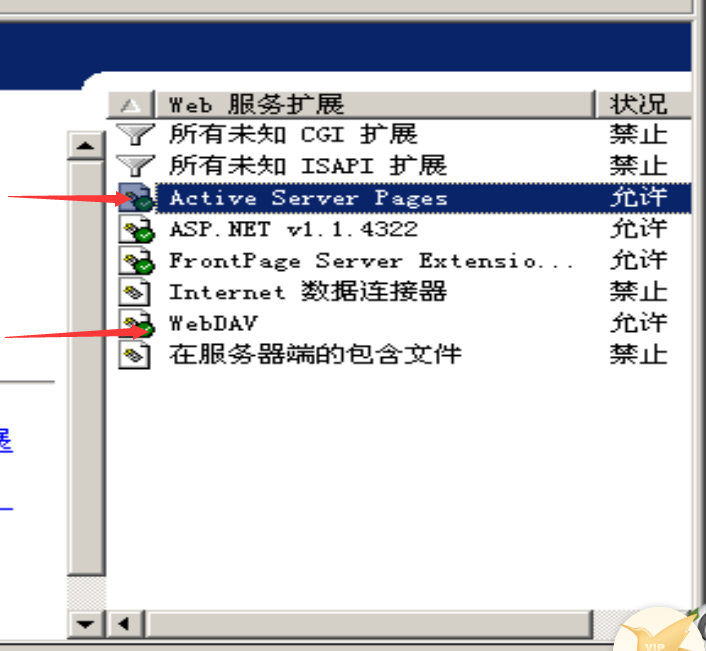 Web 服务扩展 状况
所有未知 CGI 扩展 禁止
所有未知 ISAPI 扩展 禁止
Active Server Pages 允许
ASP.NET v1.1.4322 允许
FrontPage Server Extensio... 允许
Internet 数据连接器 禁止
WebDAV 允许
在服务器端的包含文件 禁止
展
VIP